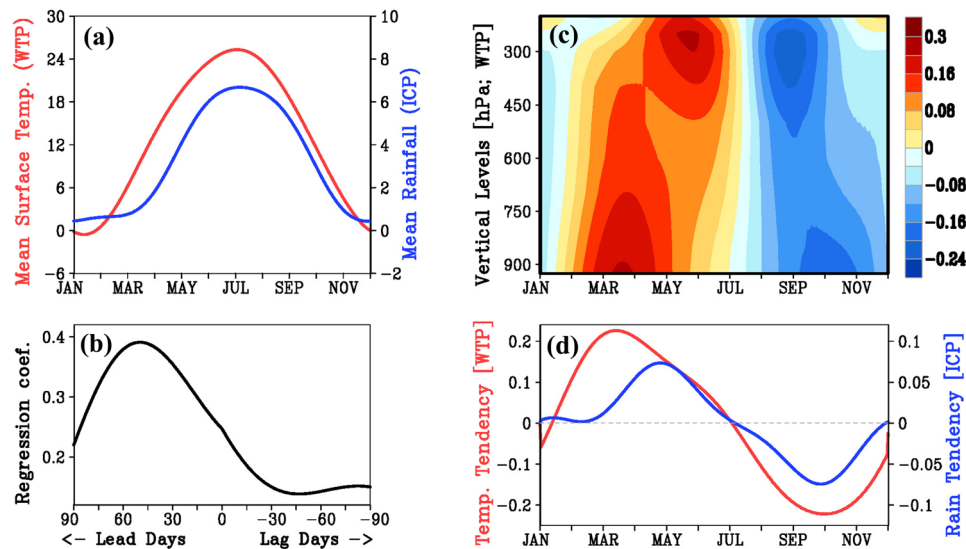 (a)
Mean Surface Temp. (WTP)
30
24
18
12
6
0
-6
10
8
6
4
2
0
-2
Mean Rainfall (ICP)
JAN MAR MAY JUL SEP NOV
(c)
Vertical Levels [hPa; WTP]
300
450
600
750
900
JAN MAR MAY JUL SEP NOV
0.3
0.16
0.08
0
-0.08
-0.16
-0.24
(b)
Regression coef.
0.4
0.3
0.2
90 60 30 0 -30 -60 -90
<- Lead Days Lag Days ->
(d)
Temp. Tendency [WTP]
0.2
0.1
0
-0.1
-0.2
0.1
0.05
0
-0.05
-0.1
Rain Tendency [ICP]
JAN MAR MAY JUL SEP NOV